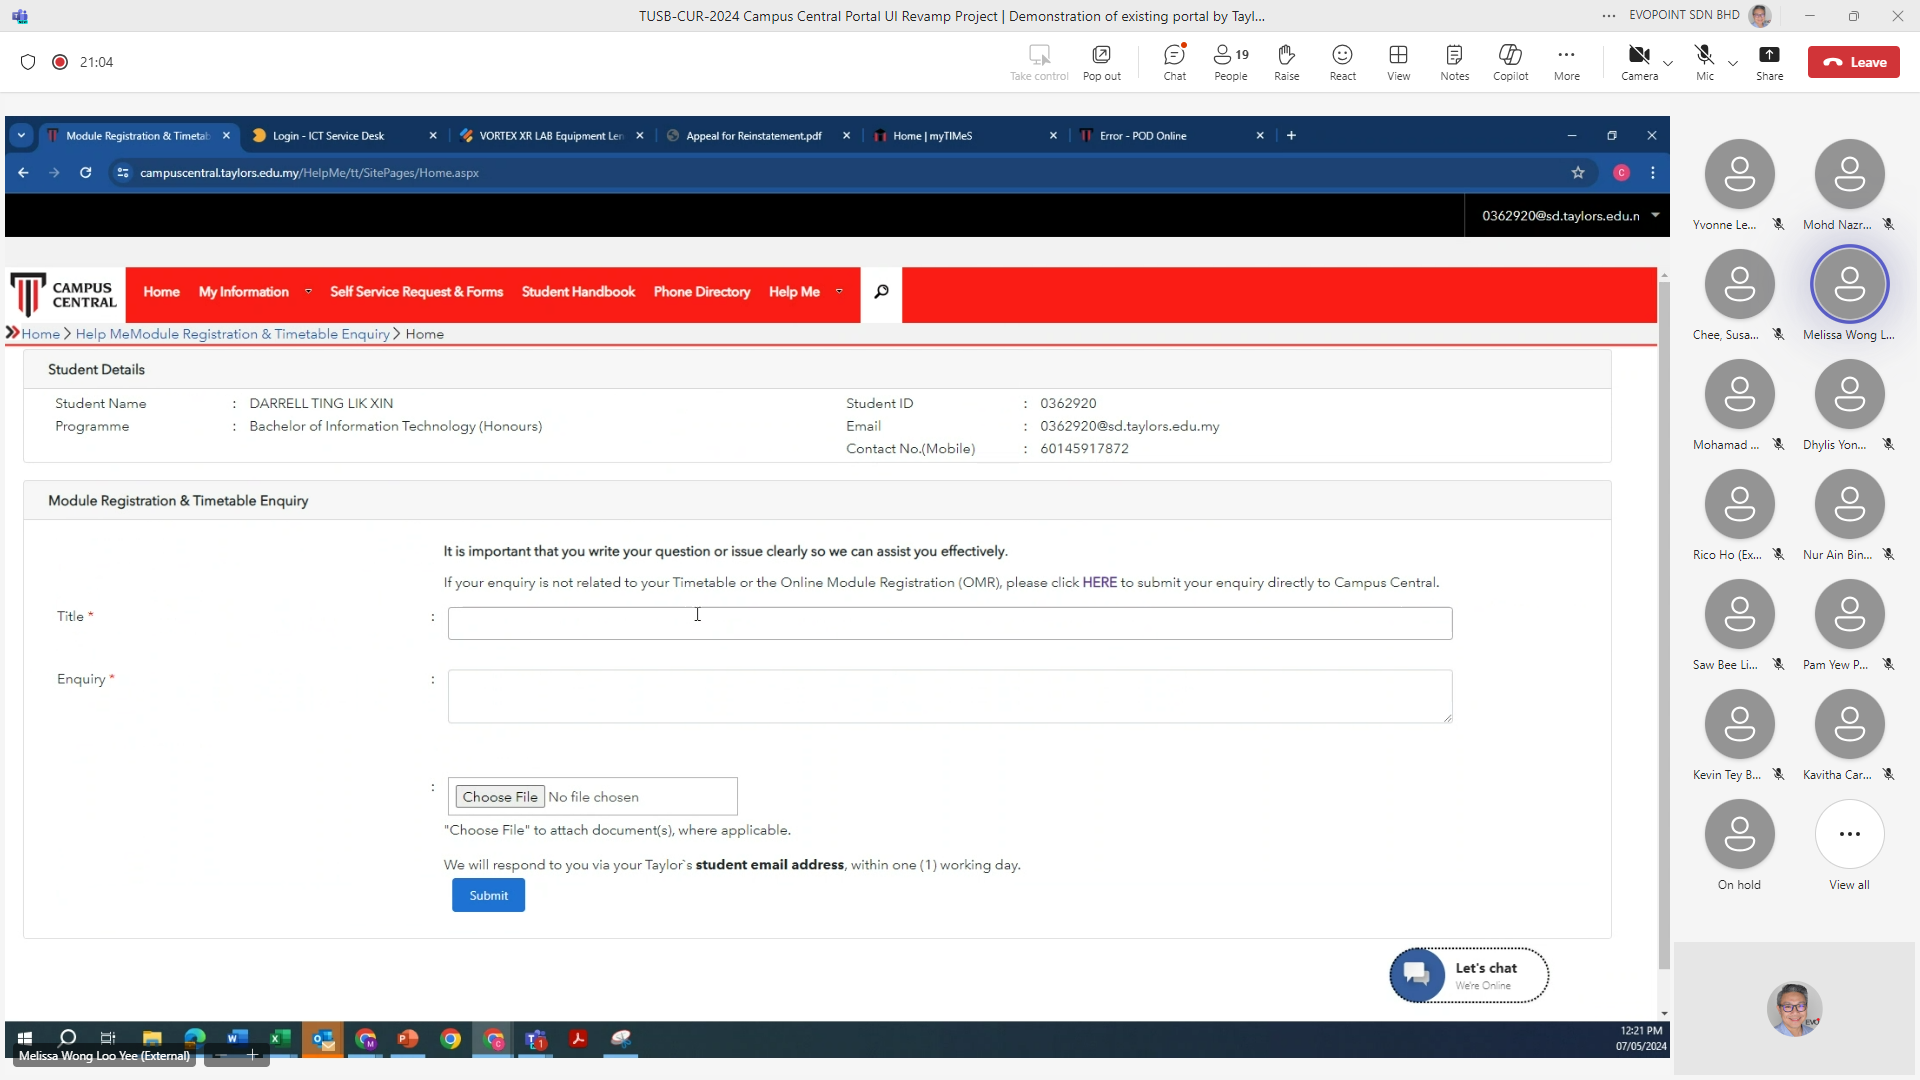 TUSB-CUR-2024 Campus Central Portal UI Revamp Project | Demonstration of existing portal by Tayl...
EVOPOINT SDN BHD
21:04
Take control
Pop out
Chat
19
People
Raise
React
View
Notes
Copilot
More
Camera
Mic
Share
Leave
Module Registration & Timetab
Login - ICT Service Desk
VORTEX XR LAB Equipment Len
Appeal for Reinstatement.pdf
Home | myTIMeS
Error - POD Online
campuscentral.taylors.edu.my/HelpMe/tt/SitePages/Home.aspx
C
0362920@sd.taylors.edu.n
CAMPUS
CENTRAL
Home
My Information
Self Service Request & Forms
Student Handbook
Phone Directory
Help Me
Home > Help MeModule Registration & Timetable Enquiry > Home
Student Details
Student Name : DARRELL TING LIK XIN
Student ID : 0362920
Programme : Bachelor of Information Technology (Honours)
Email : 0362920@sd.taylors.edu.my
Contact No.(Mobile) : 60145917872
Module Registration & Timetable Enquiry
It is important that you write your question or issue clearly so we can assist you effectively.
If your enquiry is not related to your Timetable or the Online Module Registration (OMR), please click HERE to submit your enquiry directly to Campus Central.
Title * :
Enquiry * :
:
Choose File No file chosen
"Choose File" to attach document(s), where applicable.
We will respond to you via your Taylor`s student email address, within one (1) working day.
Submit
Let's chat
We're Online
12:21 PM
07/05/2024
Melissa Wong Loo Yee (External)
Yvonne Le...
Mohd Nazr...
Chee, Susa...
Melissa Wong L...
Mohamad ...
Dhylis Yon...
Rico Ho (Ex...
Nur Ain Bin...
Saw Bee Li...
Pam Yew P...
Kevin Tey B...
Kavitha Car...
On hold
View all